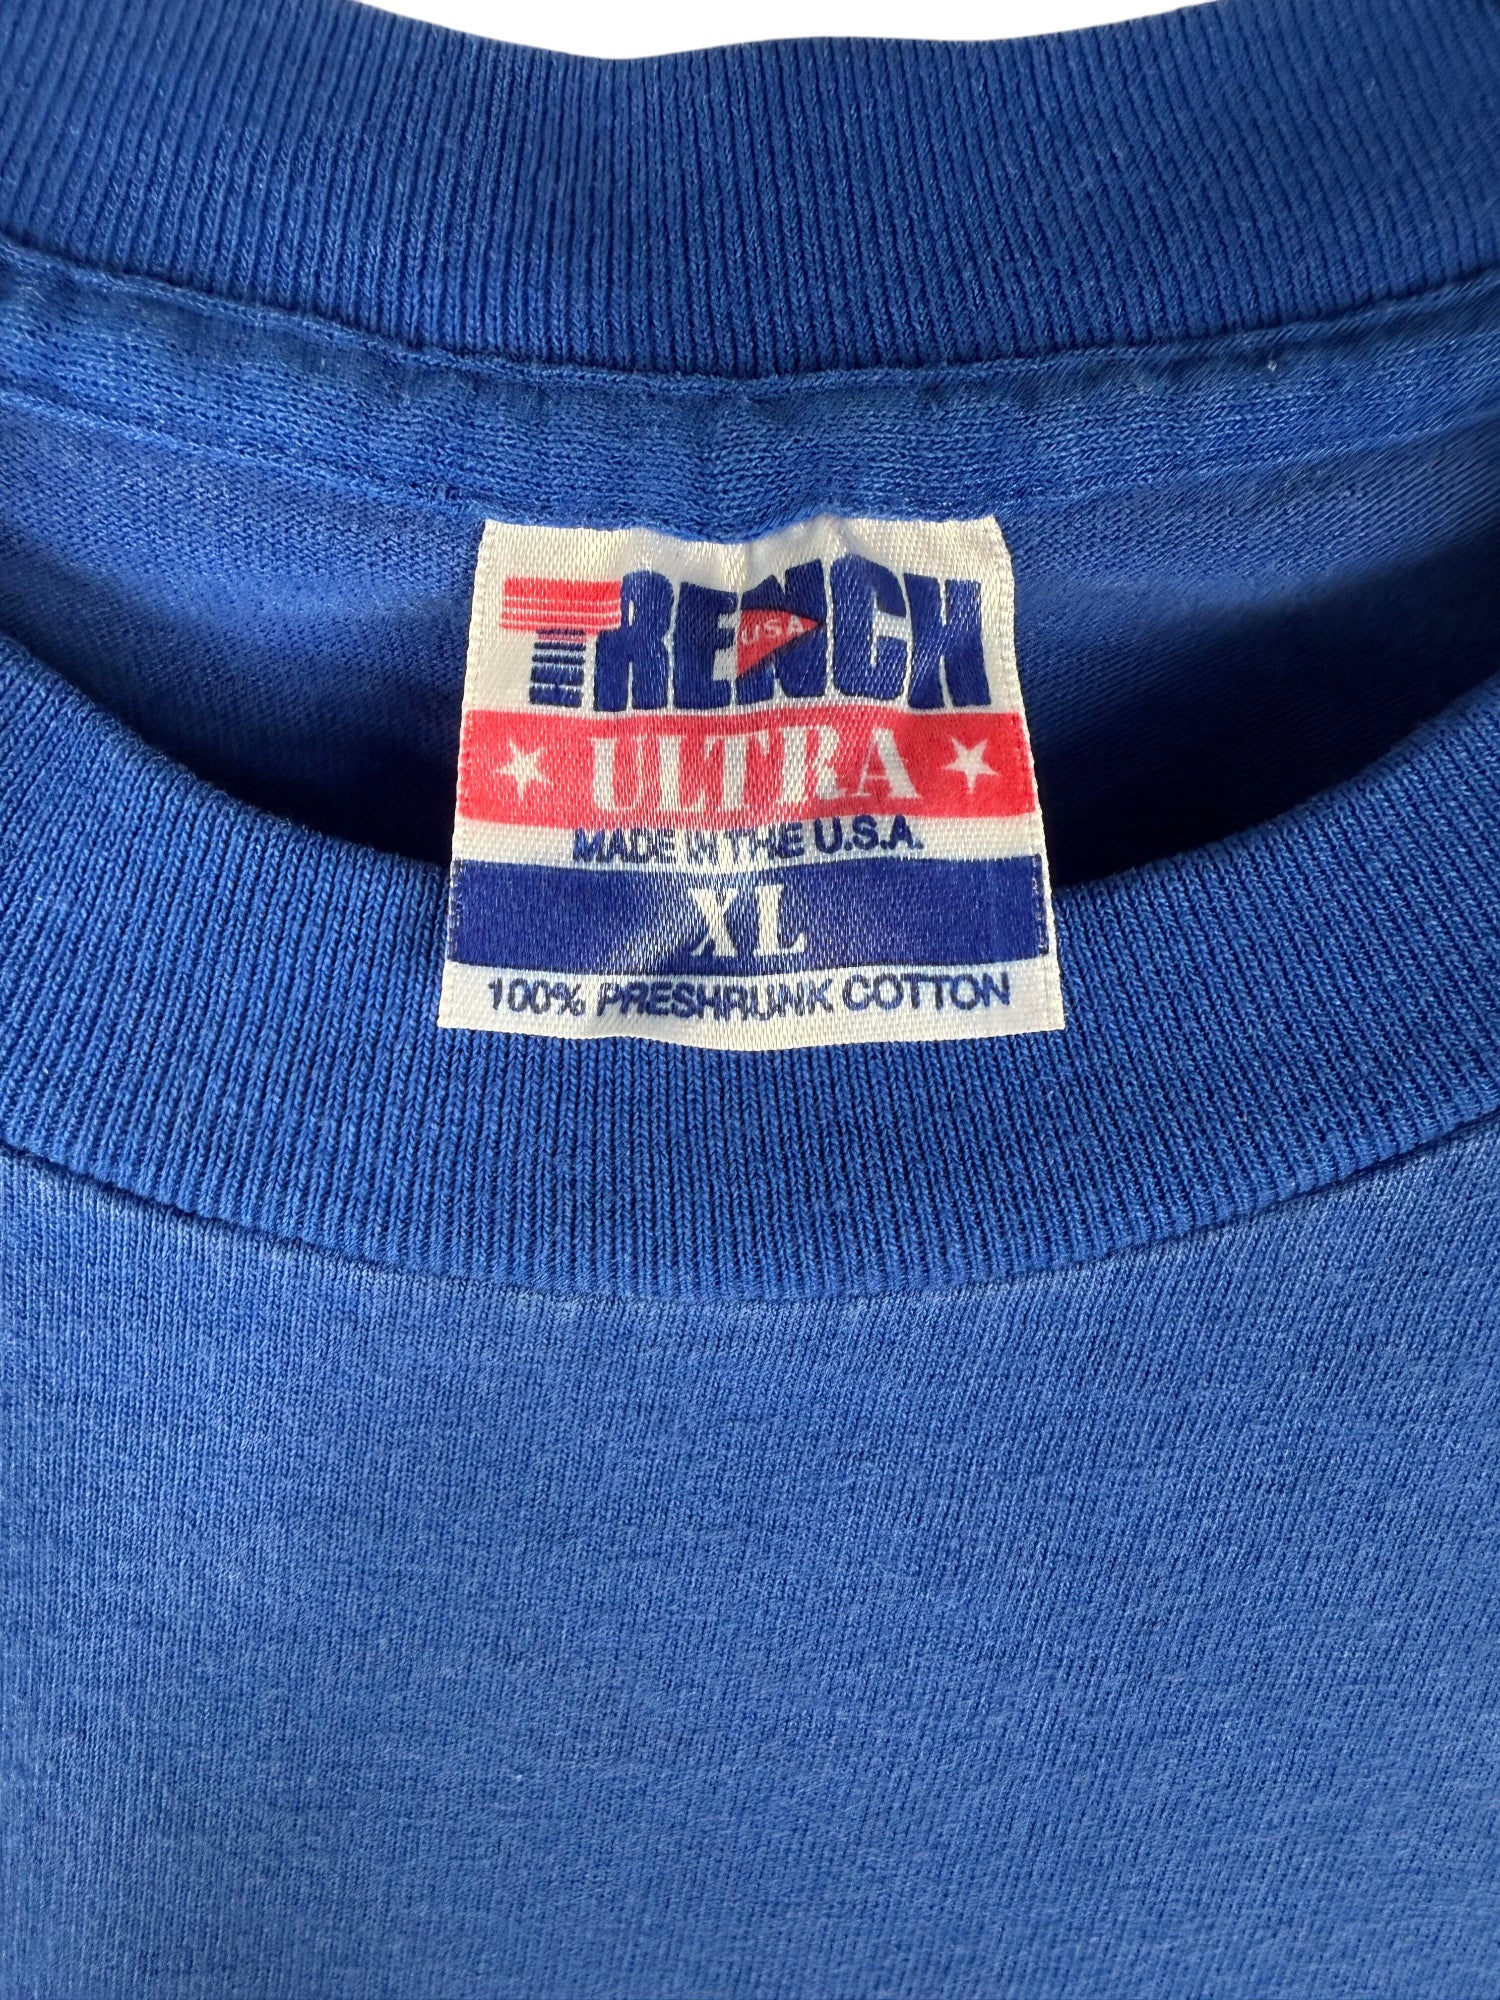 TRENCH
USA
ULTRA
MADE IN THE U.S.A.
XL
100% PRESHRUNK COTTON